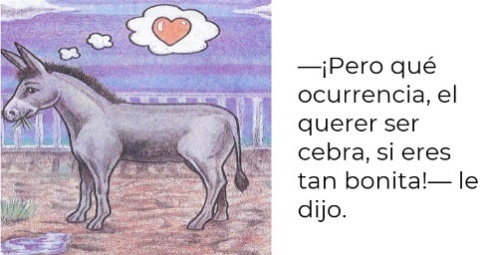 —¡Pero qué
ocurrencia, el
querer ser
cebra, si eres
tan bonita!— le
dijo.